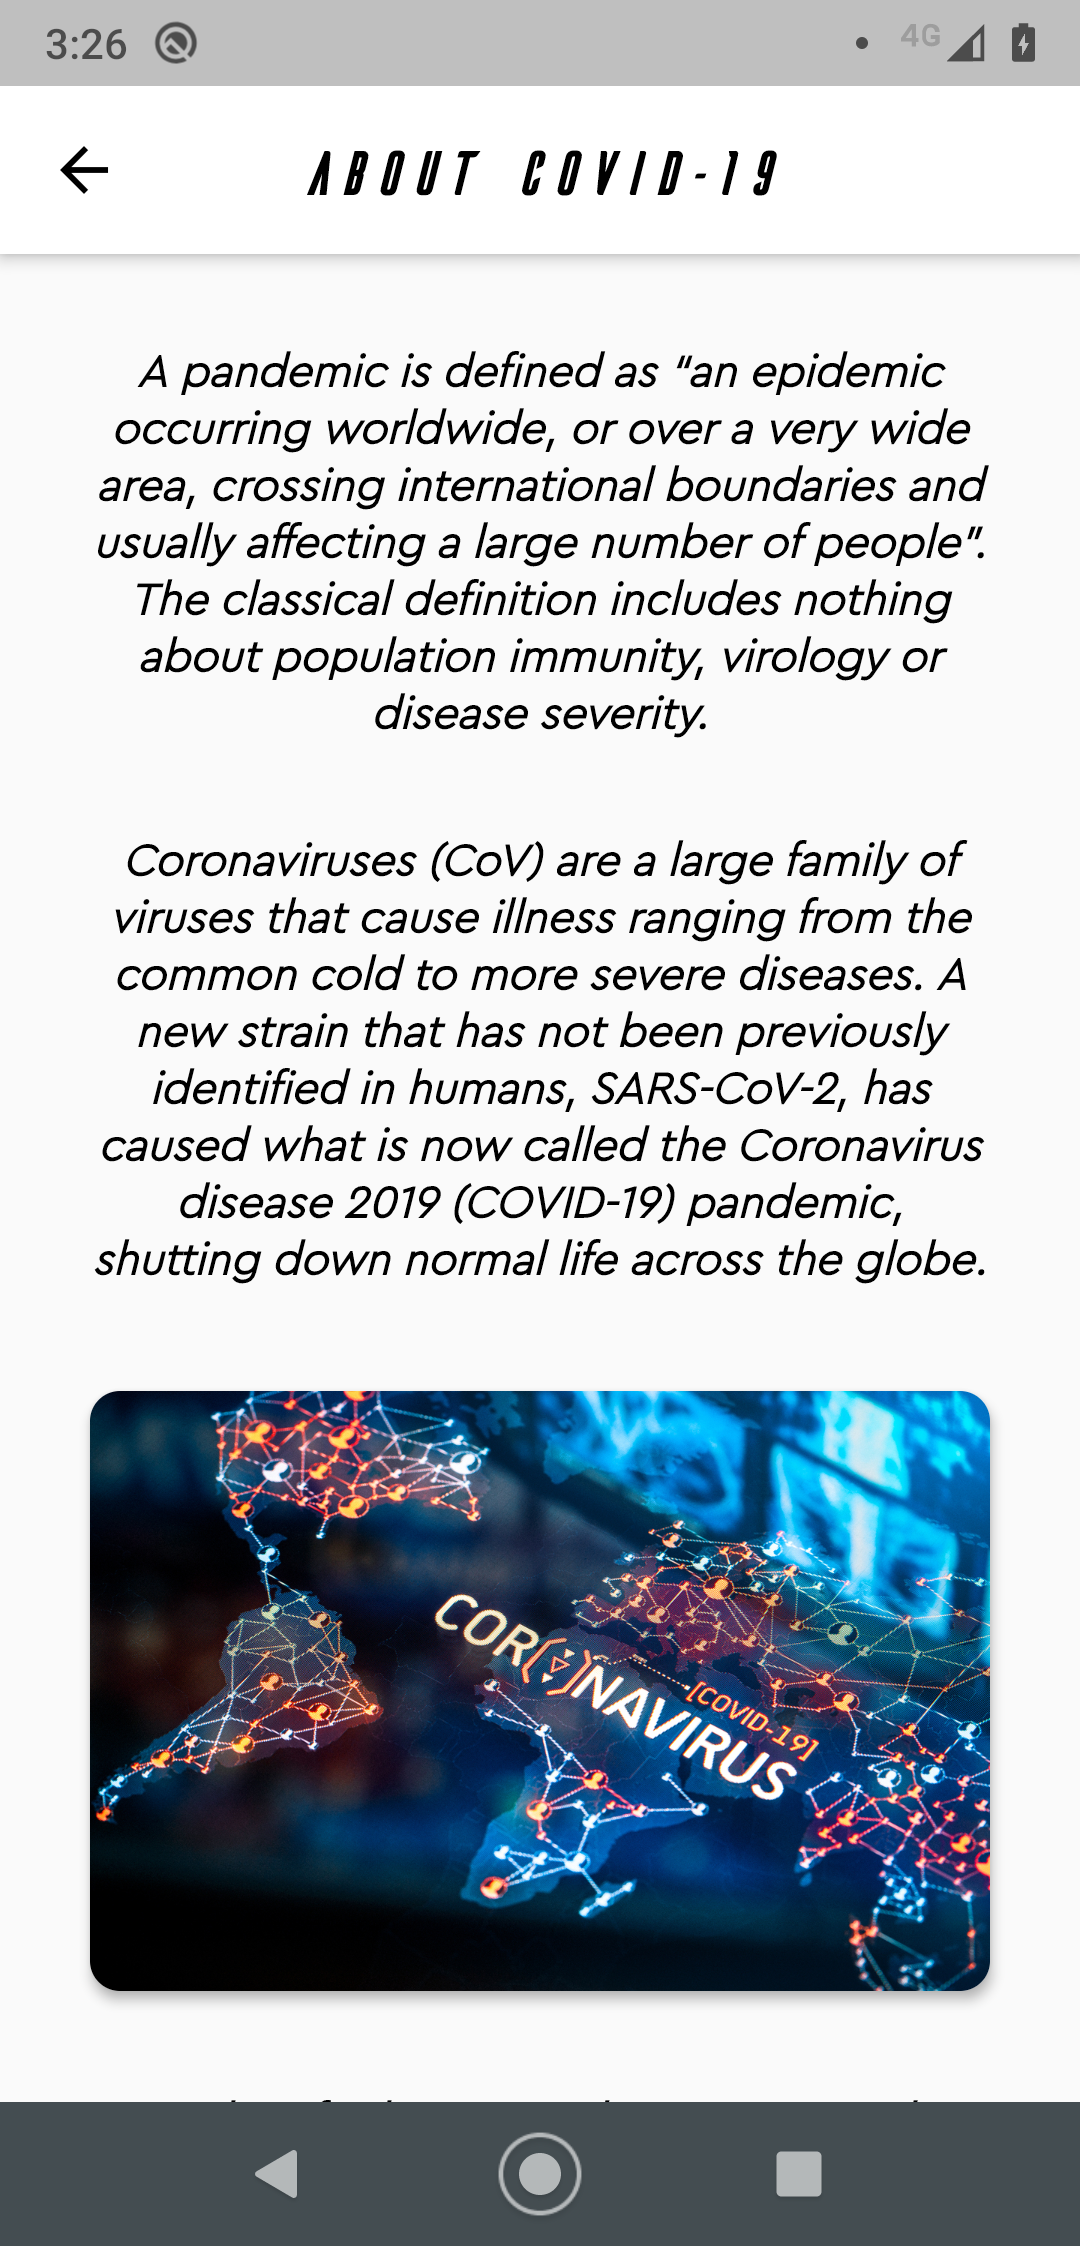 3:26
4G
ABOUT COVID-19
A pandemic is defined as “an epidemic
occurring worldwide, or over a very wide
area, crossing international boundaries and
usually affecting a large number of people”.
The classical definition includes nothing
about population immunity, virology or
disease severity.
Coronaviruses (CoV) are a large family of
viruses that cause illness ranging from the
common cold to more severe diseases. A
new strain that has not been previously
identified in humans, SARS-CoV-2, has
caused what is now called the Coronavirus
disease 2019 (COVID-19) pandemic,
shutting down normal life across the globe.
CORONAVIRUS
[COVID-19]